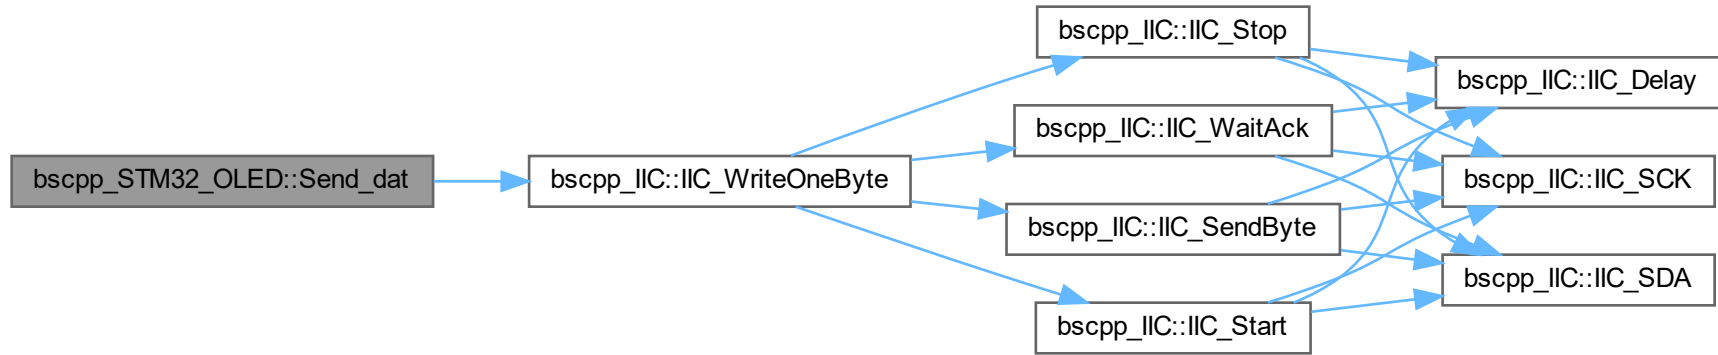 bscpp_STM32_OLED::Send_dat
bscpp_IIC::IIC_WriteOneByte
bscpp_IIC::IIC_Stop
bscpp_IIC::IIC_WaitAck
bscpp_IIC::IIC_SendByte
bscpp_IIC::IIC_Start
bscpp_IIC::IIC_Delay
bscpp_IIC::IIC_SCK
bscpp_IIC::IIC_SDA